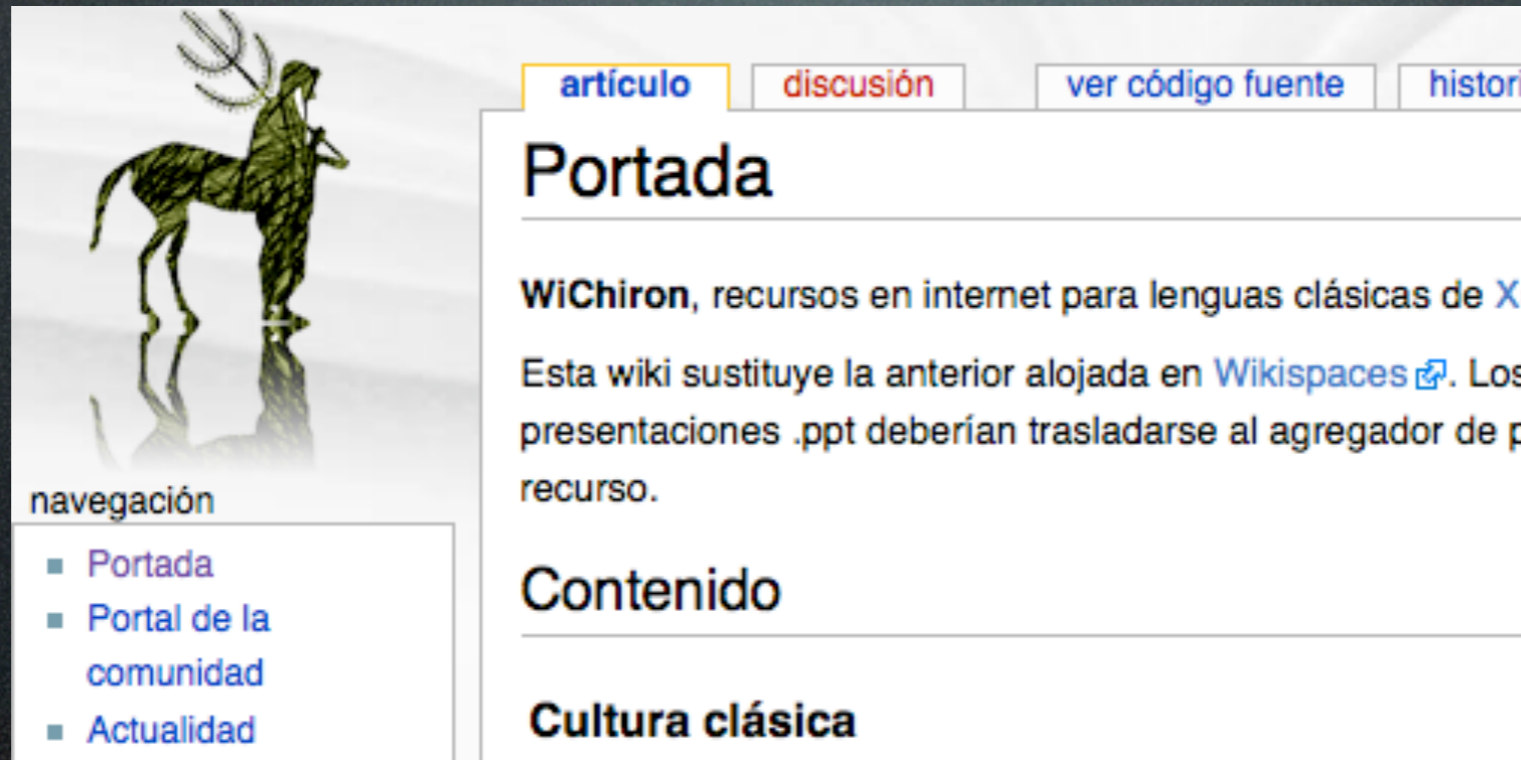 artículo discusión ver código fuente
Portada
WiChiron, recursos en internet para lenguas clásicas de
Esta wiki sustituye la anterior alojada en Wikispaces. Los
presentaciones .ppt deberían trasladarse al agregador de
recurso.
navegación
Portada
Portal de la
comunidad
Actualidad
Contenido
Cultura clásica